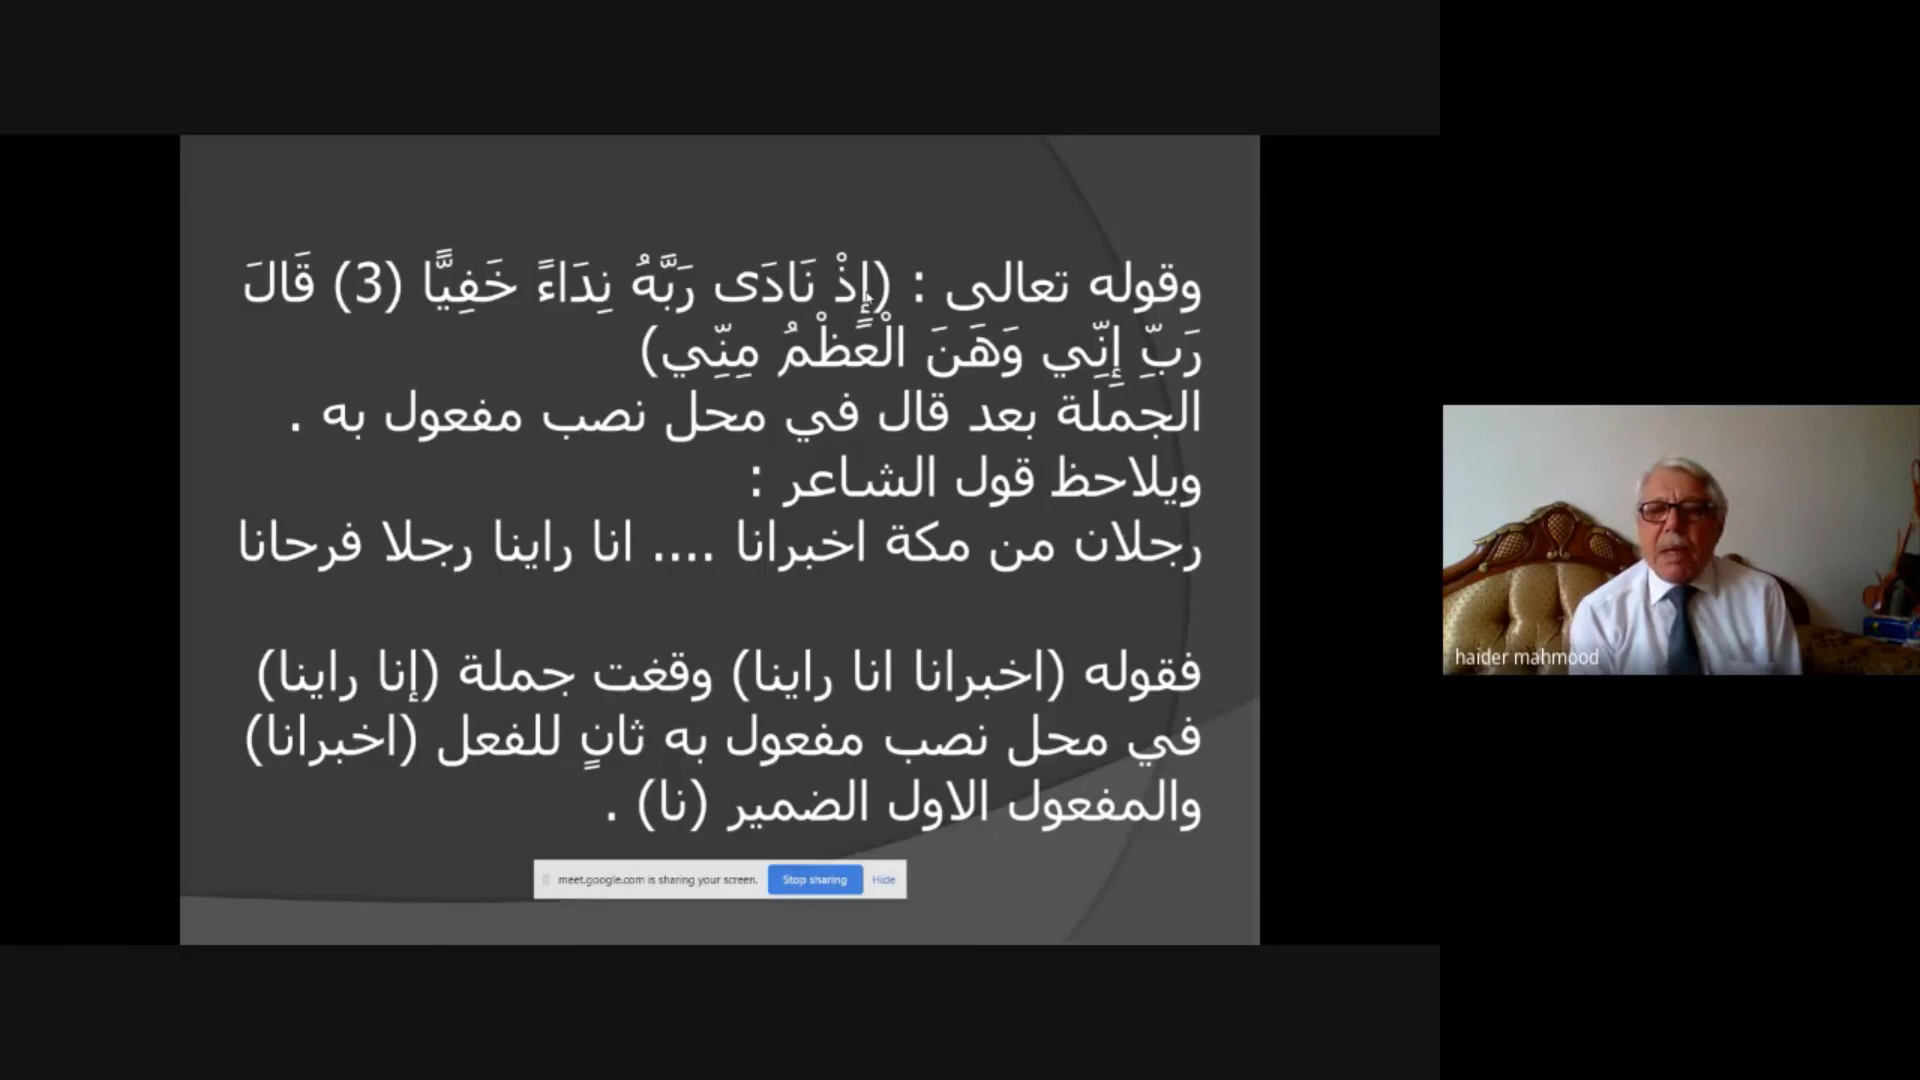 وقوله تعالى : (إِذْ نَادَى رَبَّهُ نِدَاءً خَفِيًّا (3) قَالَ
رَبِّ إِنِّي وَهَنَ الْعَظْمُ مِنِّي)
الجملة بعد قال في محل نصب مفعول به .
ويلاحظ قول الشاعر :
رجلان من مكة اخبرانا .... انا راينا رجلا فرحانا
فقوله (اخبرانا انا راينا) وقغت جملة (إنا راينا)
في محل نصب مفعول به ثانٍ للفعل (اخبرانا)
والمفعول الاول الضمير (نا) .
meet.google.com is sharing your screen. Stop sharing Hide
haider mahmood